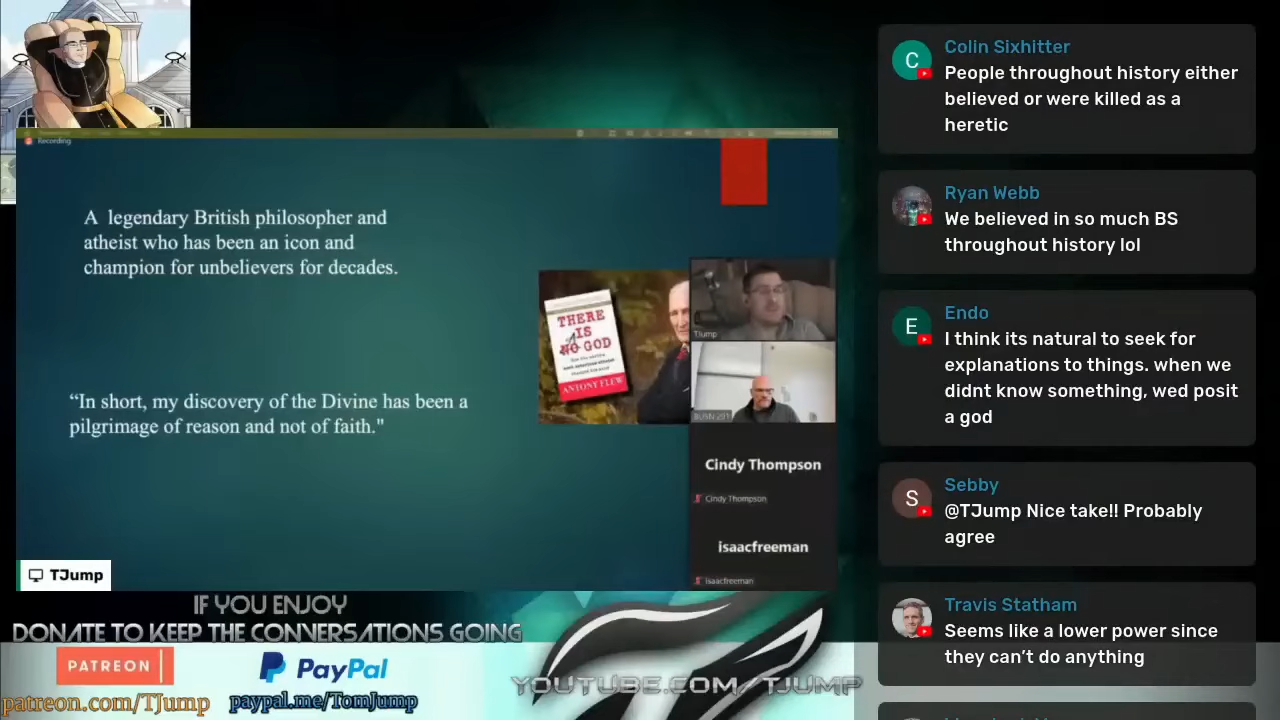 Recording
A legendary British philosopher and
atheist who has been an icon and
champion for unbelievers for decades.
“In short, my discovery of the Divine has been a
pilgrimage of reason and not of faith."
THERE
IS
A
NO GOD
ANTONY FLEW
TJump
Cindy Thompson
Cindy Thompson
isaacfreeman
isaacfreeman
TJump
IF YOU ENJOY
DONATE TO KEEP THE CONVERSATIONS GOING
PATREON
PayPal
patreon.com/TJump
paypal.me/TomJump
YOUTUBE.COM/TJUMP
C
Colin Sixhitter
People throughout history either
believed or were killed as a
heretic
Ryan Webb
We believed in so much BS
throughout history lol
E
Endo
I think its natural to seek for
explanations to things. when we
didnt know something, wed posit
a god
S
Sebby
@TJump Nice take!! Probably
agree
Travis Statham
Seems like a lower power since
they can’t do anything